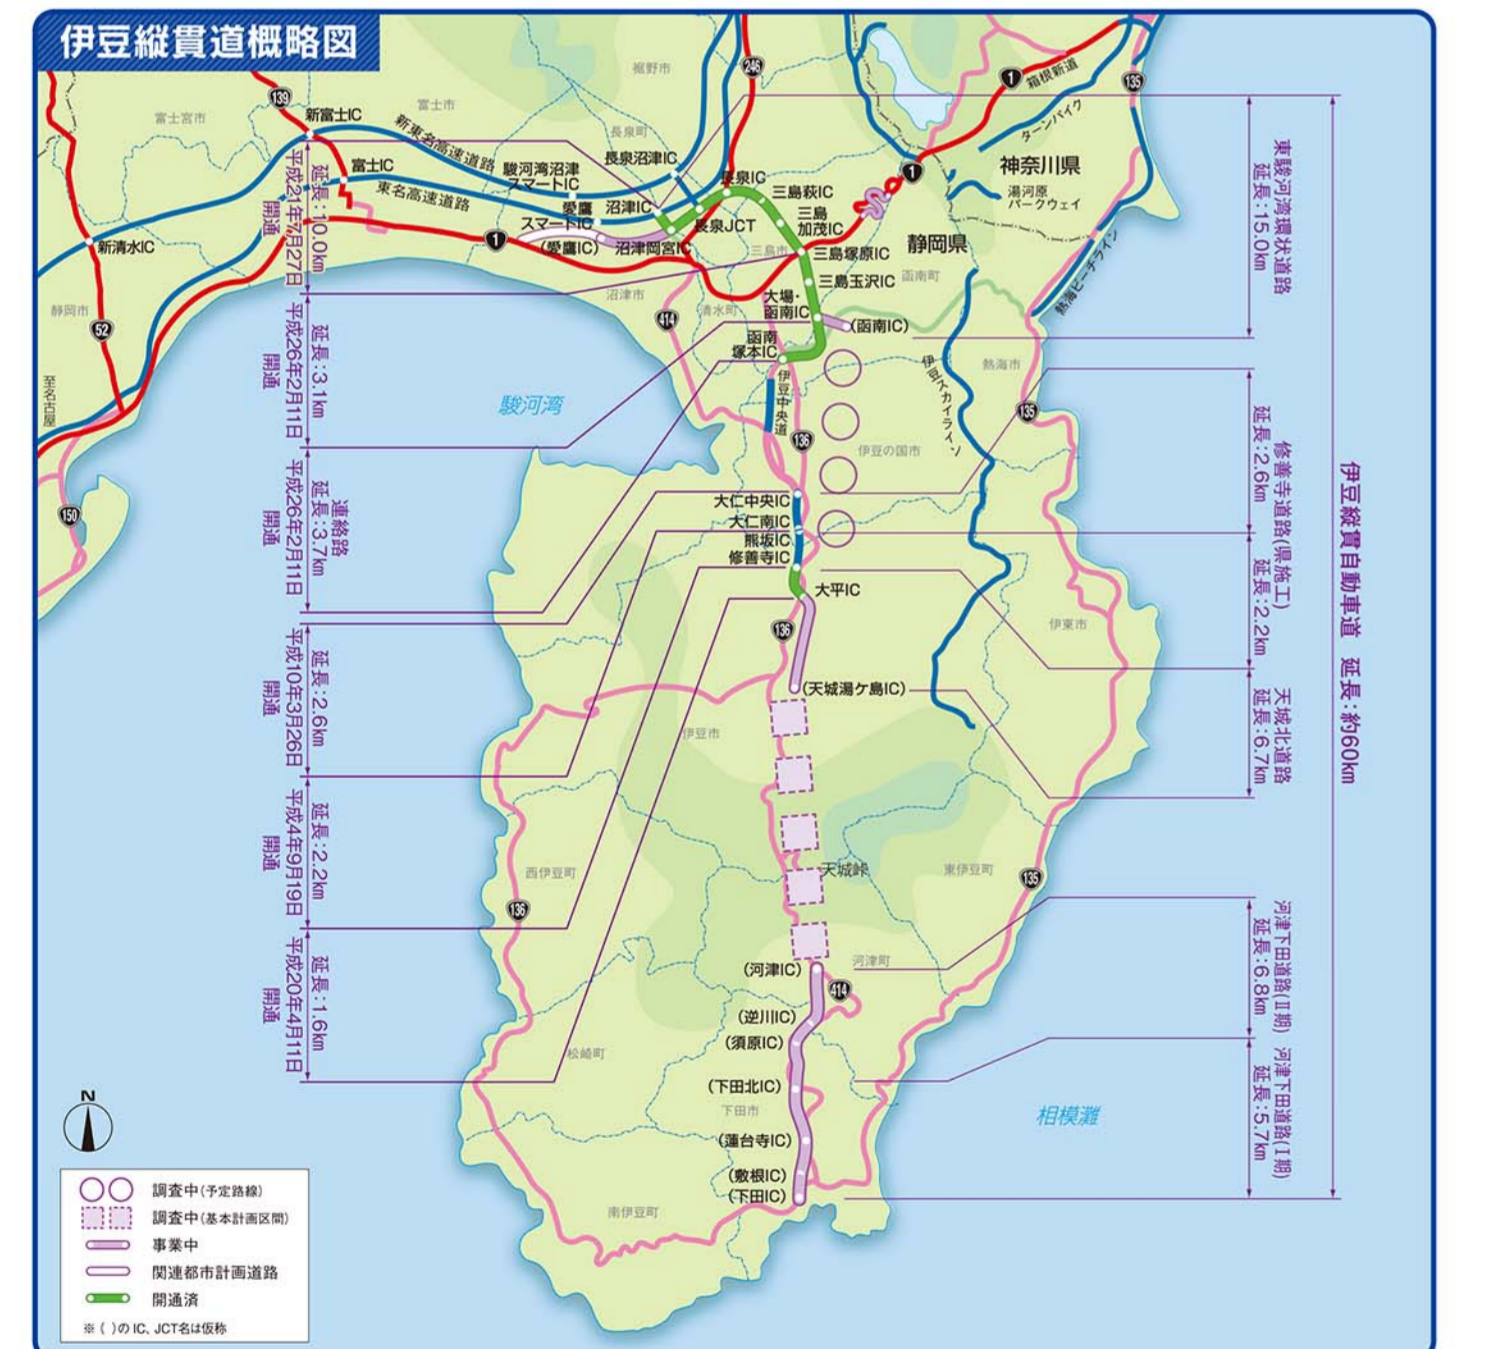 伊豆縦貫道概略図
裾野市
246
139
富士宮市
新富士IC
富士市
新東名高速道路
長泉町
富士IC
東名高速道路
駿河湾沼津
スマートIC
長泉沼津IC
愛鷹
スマートIC
(愛鷹IC)
沼津IC
沼津岡宮IC
長泉IC
長泉JCT
三島萩IC
三島
加茂IC
三島塚原IC
三島市
三島玉沢IC
大場・
函南IC
(函南IC)
函南
塚本IC
1
箱根新道
135
ターンパイク
神奈川県
湯河原
パークウェイ
1
静岡県
函南町
熱海ビーチライン
新清水IC
1
静岡市
52
至名古屋
150
沼津市
414
清水町
駿河湾
伊豆中央道
136
伊豆スカイライン
熱海市
135
伊豆の国市
大仁中央IC
大仁南IC
熊坂IC
修善寺IC
大平IC
136
伊東市
(天城湯ケ島IC)
伊豆市
天城峠
西伊豆町
東伊豆町
136
135
(河津IC)
河津町
414
(逆川IC)
(須原IC)
松崎町
(下田北IC)
下田市
(蓮台寺IC)
(敷根IC)
(下田IC)
南伊豆町
相模灘
延長:10.0km
平成21年7月27日
開通
延長:3.1km
平成26年2月11日
開通
連絡路
延長:3.7km
平成26年2月11日
開通
延長:2.6km
平成10年3月26日
開通
延長:2.2km
平成4年9月19日
開通
延長:1.6km
平成20年4月11日
開通
東駿河湾環状道路
延長:15.0km
修善寺道路(県施工)
延長:2.6km
延長:2.2km
天城北道路
延長:6.7km
河津下田道路(Ⅱ期)
延長:6.8km
河津下田道路(Ⅰ期)
延長:5.7km
伊豆縦貫自動車道 延長:約60km
N
調査中(予定路線)
調査中(基本計画区間)
事業中
関連都市計画道路
開通済
※( )のIC、JCT名は仮称